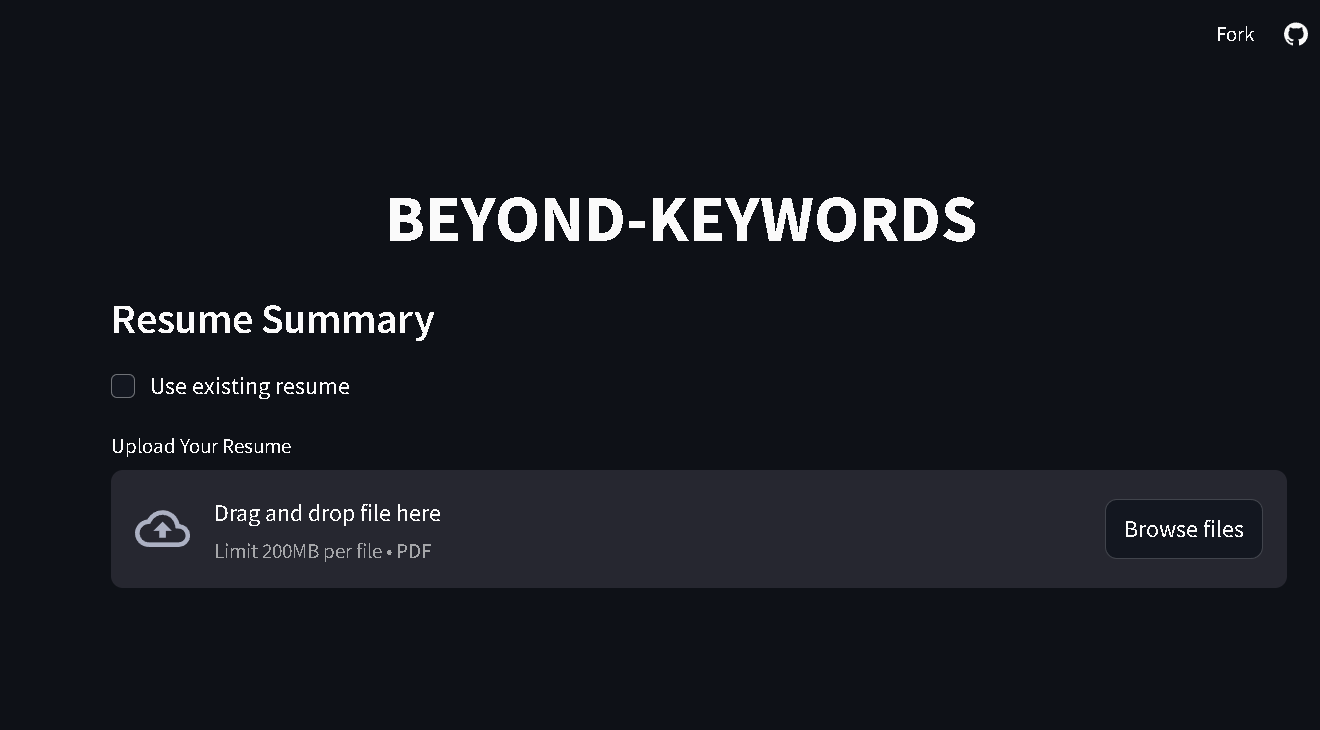 Fork
BEYOND-KEYWORDS
Resume Summary
Use existing resume
Upload Your Resume
Drag and drop file here
Limit 200MB per file • PDF
Browse files